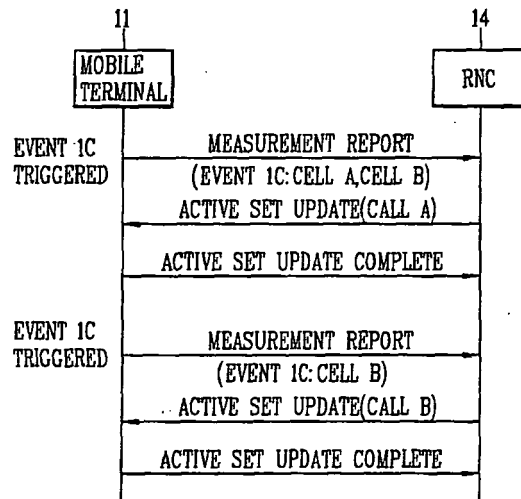 11
14
MOBILE
TERMINAL
RNC
EVENT 1C
TRIGGERED
MEASUREMENT REPORT
(EVENT 1C: CELL A,CELL B)
ACTIVE SET UPDATE(CALL A)
ACTIVE SET UPDATE COMPLETE
EVENT 1C
TRIGGERED
MEASUREMENT REPORT
(EVENT 1C: CELL B)
ACTIVE SET UPDATE(CALL B)
ACTIVE SET UPDATE COMPLETE